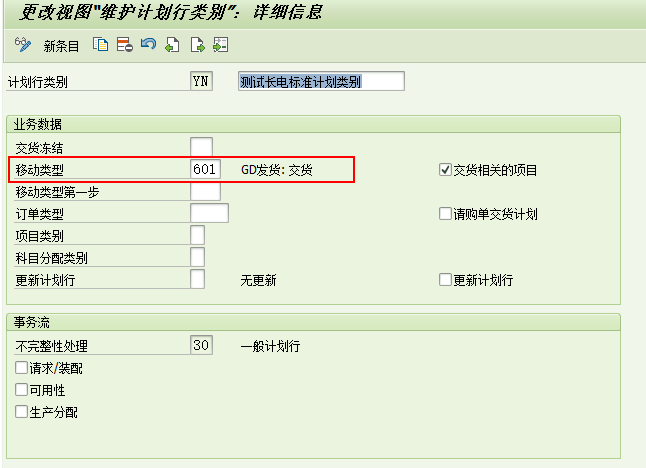 更改视图"维护计划行类别": 详细信息
新条目
计划行类别 YN 测试长电标准计划类别
业务数据
交货冻结
移动类型 601 GD发货: 交货 交货相关的项目
移动类型第一步
订单类型 请购单交货计划
项目类别
科目分配类别
更新计划行 无更新 更新计划行
事务流
不完整性处理 30 一般计划行
请求/装配
可用性
生产分配